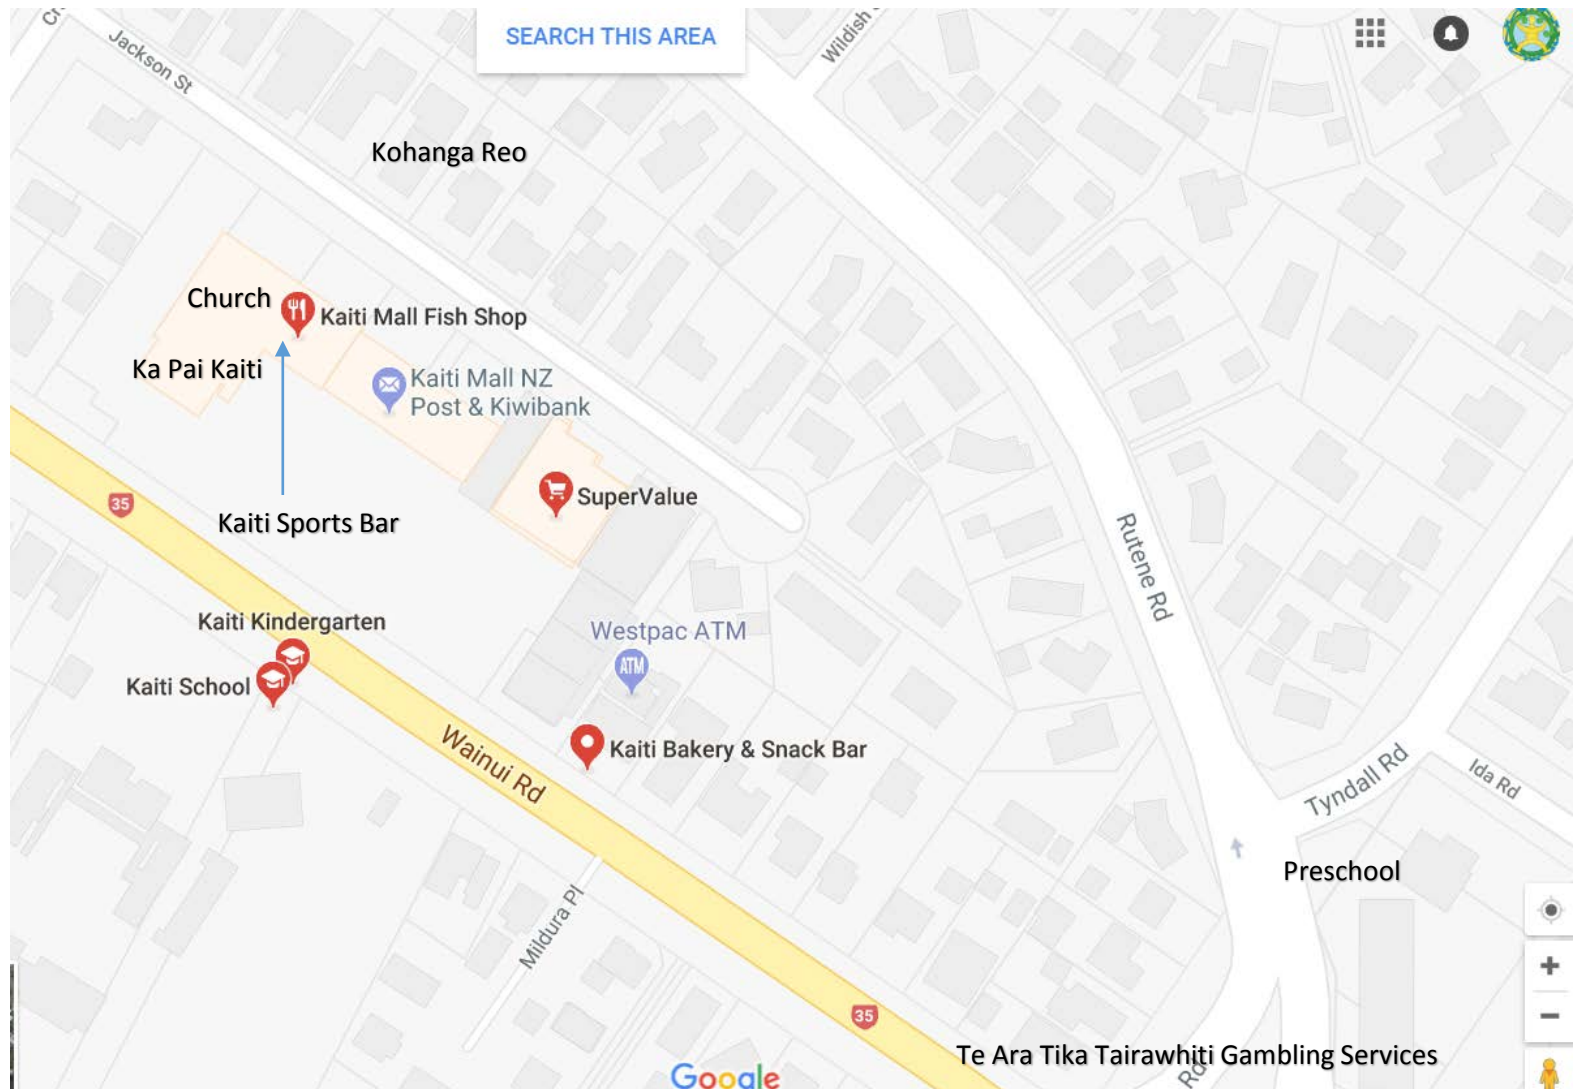 Jackson St
SEARCH THIS AREA
Kohanga Reo
Church
Kaiti Mall Fish Shop
Ka Pai Kaiti
Kaiti Mall NZ
Post & Kiwibank
SuperValue
35
Kaiti Sports Bar
Rutene Rd
Kaiti Kindergarten
Westpac ATM
ATM
Kaiti School
Wainui Rd
Kaiti Bakery & Snack Bar
Tyndall Rd
Ida Rd
Preschool
Mildura Pl
35
Te Ara Tika Tairawhiti Gambling Services
Rd
Google